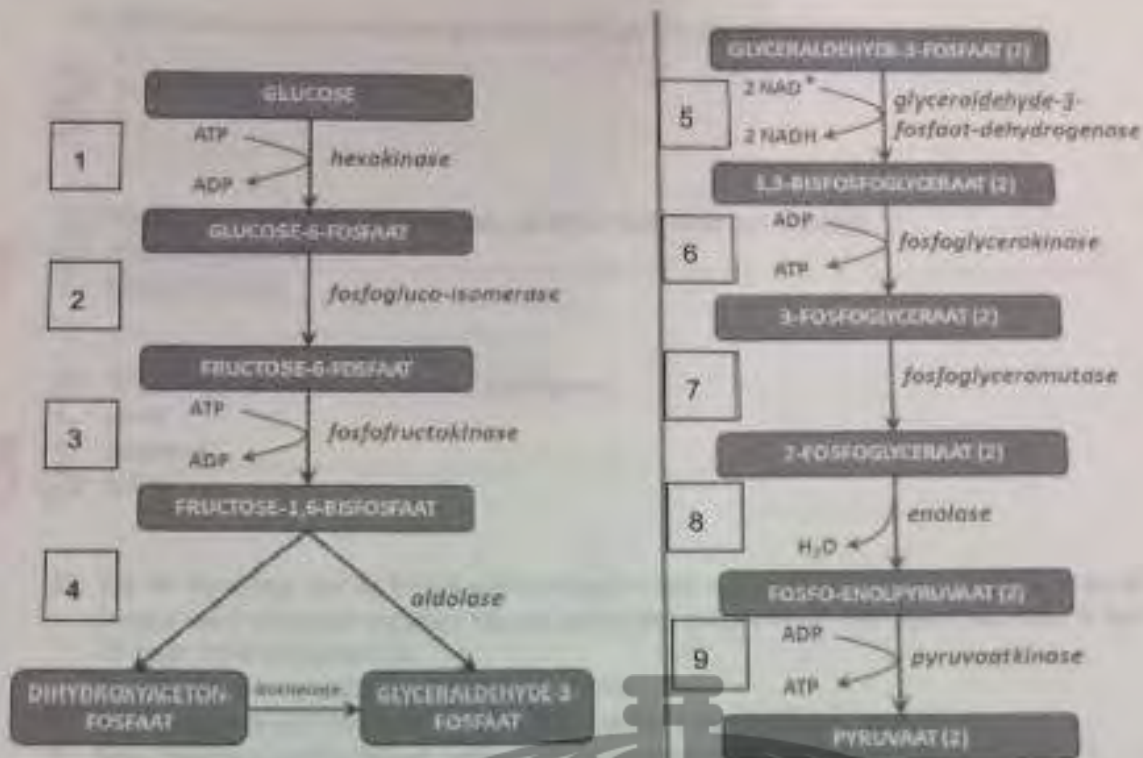 GLUCOSE
1
ATP
ADP
hexokinase
GLUCOSE-6-FOSFAAT
2
fosfogluco-isomerase
FRUCTOSE-6-FOSFAAT
3
ATP
ADP
fosfofructokinase
FRUCTOSE-1,6-BISFOSFAAT
4
aldolase
DIHYDROXYACETON-
FOSFAAT
isomerase
GLYCERALDEHYDE-3-
FOSFAAT
GLYCERALDEHYDE-3-FOSFAAT (2)
5
2 NAD+
2 NADH
glyceraldehyde-3-
fosfaat-dehydrogenase
1,3-BISFOSFOGLYCERAAT (2)
6
ADP
ATP
fosfoglycerokinase
3-FOSFOGLYCERAAT (2)
7
fosfoglyceromutase
2-FOSFOGLYCERAAT (2)
8
enolase
H₂O
FOSFO-ENOLPYRUVAAT (2)
9
ADP
ATP
pyruvaatkinase
PYRUVAAT (2)